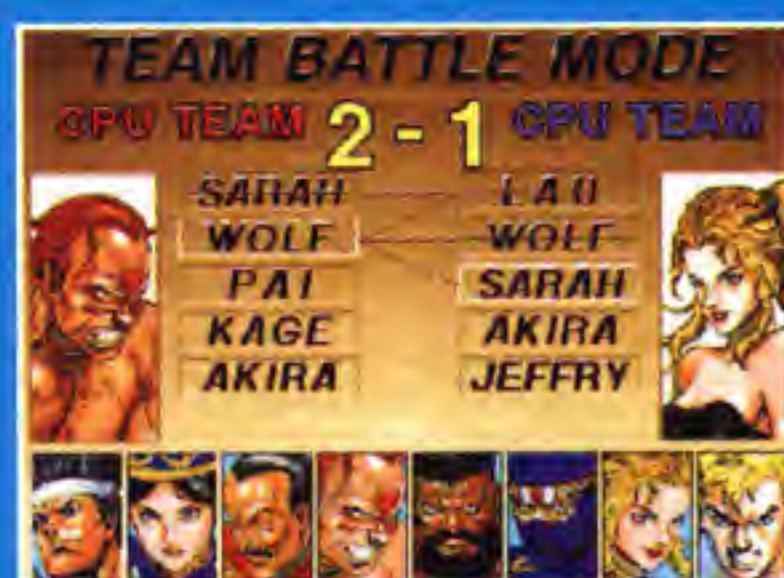 TEAM BATTLE MODE
CPU TEAM 2 - 1 CPU TEAM
SARAH LAU
WOLF WOLF
PAI SARAH
KAGE AKIRA
AKIRA JEFFRY